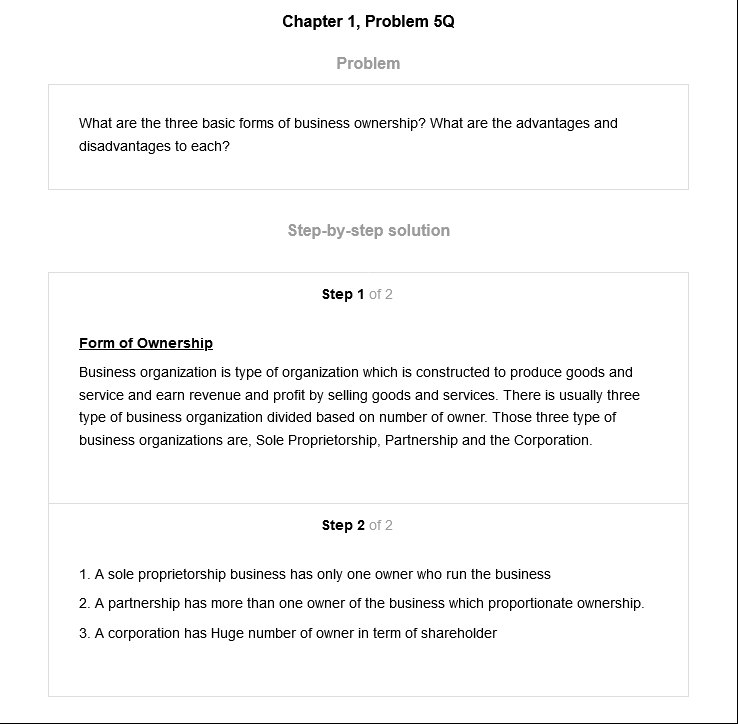 Chapter 1, Problem 5Q
Problem
What are the three basic forms of business ownership? What are the advantages and
disadvantages to each?
Step-by-step solution
Step 1 of 2
Form of Ownership
Business organization is type of organization which is constructed to produce goods and
service and earn revenue and profit by selling goods and services. There is usually three
type of business organization divided based on number of owner. Those three type of
business organizations are, Sole Proprietorship, Partnership and the Corporation.
Step 2 of 2
1. A sole proprietorship business has only one owner who run the business
2. A partnership has more than one owner of the business which proportionate ownership.
3. A corporation has Huge number of owner in term of shareholder